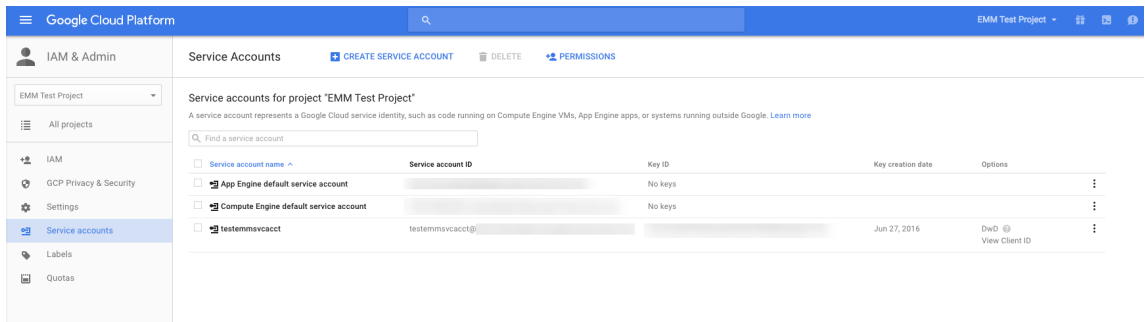 Google Cloud Platform
EMM Test Project
IAM & Admin
Service Accounts
CREATE SERVICE ACCOUNT
DELETE
PERMISSIONS
EMM Test Project
All projects
IAM
GCP Privacy & Security
Settings
Service accounts
Labels
Quotas
Service accounts for project "EMM Test Project"
A service account represents a Google Cloud service identity, such as code running on Compute Engine VMs, App Engine apps, or systems running outside Google. Learn more
Find a service account
Service account name Service account ID Key ID Key creation date Options
App Engine default service account No keys
Compute Engine default service account No keys
testemmsvcacct testemmsvcacct@ Jun 27, 2016 DwD
View Client ID